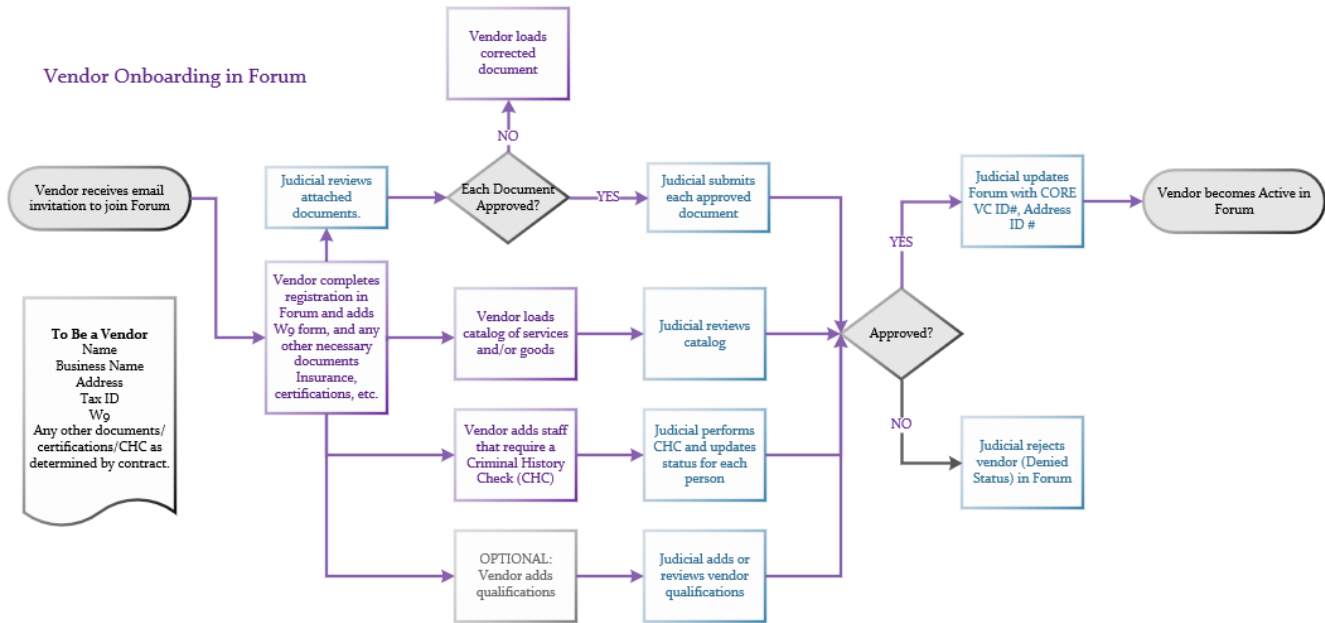 Vendor Onboarding in Forum
Vendor loads
corrected
document
NO
Vendor receives email
invitation to join Forum
Judicial reviews
attached
documents.
Each Document
Approved?
YES
Judicial submits
each approved
document
Judicial updates
Forum with CORE
VC ID#, Address
ID #
Vendor becomes Active in
Forum
YES
To Be a Vendor
Name
Business Name
Address
Tax ID
W9
Any other documents/
certifications/CHC as
determined by contract.
Vendor completes
registration in
Forum and adds
W9 form, and any
other necessary
documents
Insurance,
certifications, etc.
Vendor loads
catalog of services
and/or goods
Judicial reviews
catalog
Approved?
NO
Vendor adds staff
that require a
Criminal History
Check (CHC)
Judicial performs
CHC and updates
status for each
person
Judicial rejects
vendor (Denied
Status) in Forum
OPTIONAL:
Vendor adds
qualifications
Judicial adds or
reviews vendor
qualifications